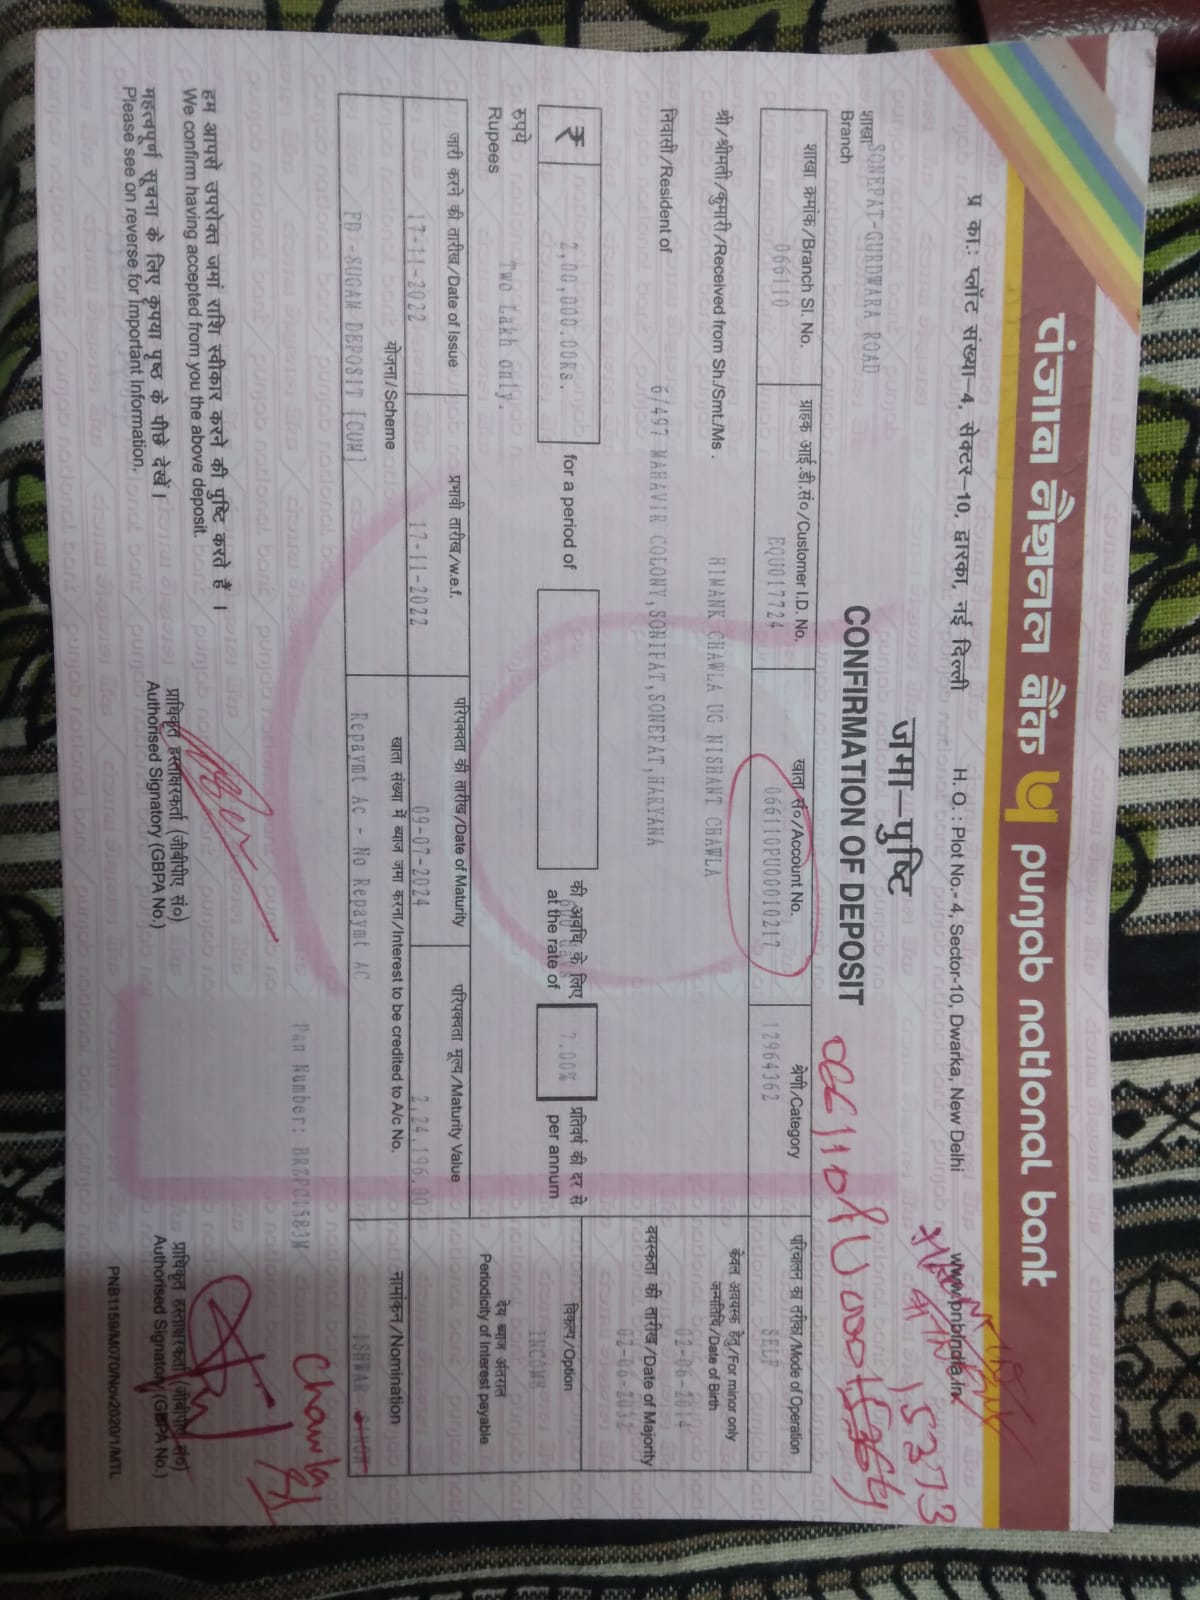 पंजाब नैशनल बैंक punjab national bank
प्र का.: प्लॉट संख्या–4, सेक्टर–10, द्वारका, नई दिल्ली H. O. : Plot No.- 4, Sector-10, Dwarka, New Delhi www.pnbindia.in
15373
जमा–पुष्टि
CONFIRMATION OF DEPOSIT
066110PU00015364
शाखा SONEPAT-GURDWARA ROAD
Branch
शाखा क्रमांक/Branch Sl. No. ग्राहक आई.डी.सं०/Customer I.D. No. खाता सं०/Account No. श्रेणी/Category परिचालन का तरीका/Mode of Operation
066110 EQU017724 066110PU00010217 12964362 SELF
केवल अवयस्क हेतु/For minor only
जन्मतिथि/Date of Birth
02-06-2014
श्री/श्रीमती/कुमारी/Received from Sh./Smt./Ms. HIMANK CHAWLA UG NISHANT CHAWLA
निवासी/Resident of 6/497 MAHAVIR COLONY,SONIPAT,SONEPAT,HARYANA
वयस्कता की तारीख/Date of Majority
02-06-2032
₹ 2,00,000.00Rs. for a period of की अवधि के लिए 7.00% प्रतिवर्ष की दर से
at the rate of per annum
विकल्प/Option
INCOME
रुपये
Rupees Two Lakh only.
देय ब्याज अंतराल
Periodicity of Interest payable
जारी करने की तारीख/Date of Issue प्रभावी तारीख/w.e.f. परिपक्वता की तारीख/Date of Maturity परिपक्वता मूल्य/Maturity Value
17-11-2022 17-11-2022 09-07-2024 2,24,196.00
योजना/Scheme खाता संख्या में ब्याज जमा करना/Interest to be credited to A/c No. नामांकन/Nomination
FD -SUGAM DEPOSIT [CUM] Repaymt Ac - No Repaymt AC ISHWAR SINGH
Chawla
Pan Number: BRZPC1583M
हम आपसे उपरोक्त जमां राशि स्वीकार करने की पुष्टि करते हैं ।
We confirm having accepted from you the above deposit.
प्राधिकृत हस्ताक्षरकर्ता (जीबीपीए सं०) प्राधिकृत हस्ताक्षरकर्ता (जीबीपीए सं०)
Authorised Signatory (GBPA No.) Authorised Signatory (GBPA No.)
महत्वपूर्ण सूचना के लिए कृपया पृष्ठ के पीछे देखें ।
Please see on reverse for Important Information.
PNB1159/M070/Nov2020/1/MTL